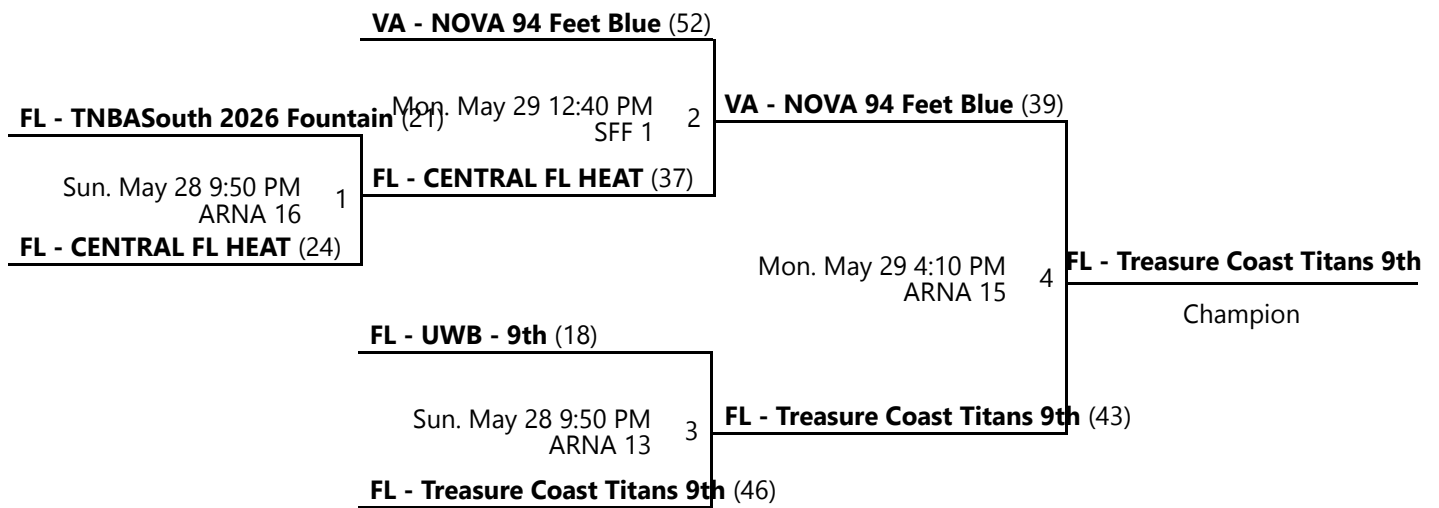 VA - NOVA 94 Feet Blue (52)
FL - TNBASouth 2026 Fountain (21)
Mon. May 29 12:40 PM
SFF 1
2
VA - NOVA 94 Feet Blue (39)
Sun. May 28 9:50 PM
ARNA 16
1
FL - CENTRAL FL HEAT (37)
FL - CENTRAL FL HEAT (24)
Mon. May 29 4:10 PM
ARNA 15
4
FL - Treasure Coast Titans 9th
Champion
FL - UWB - 9th (18)
Sun. May 28 9:50 PM
ARNA 13
3
FL - Treasure Coast Titans 9th (43)
FL - Treasure Coast Titans 9th (46)